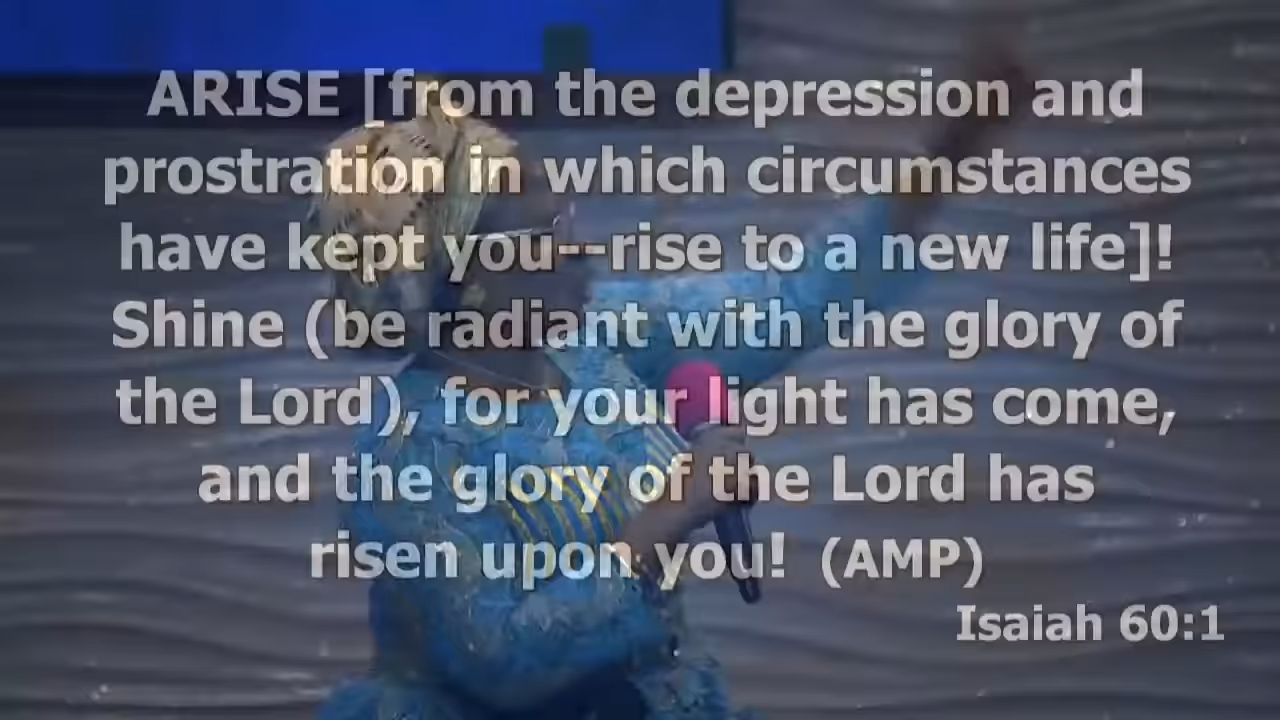 ARISE [from the depression and
prostration in which circumstances
have kept you--rise to a new life]!
Shine (be radiant with the glory of
the Lord), for your light has come,
and the glory of the Lord has
risen upon you! (AMP)
Isaiah 60:1